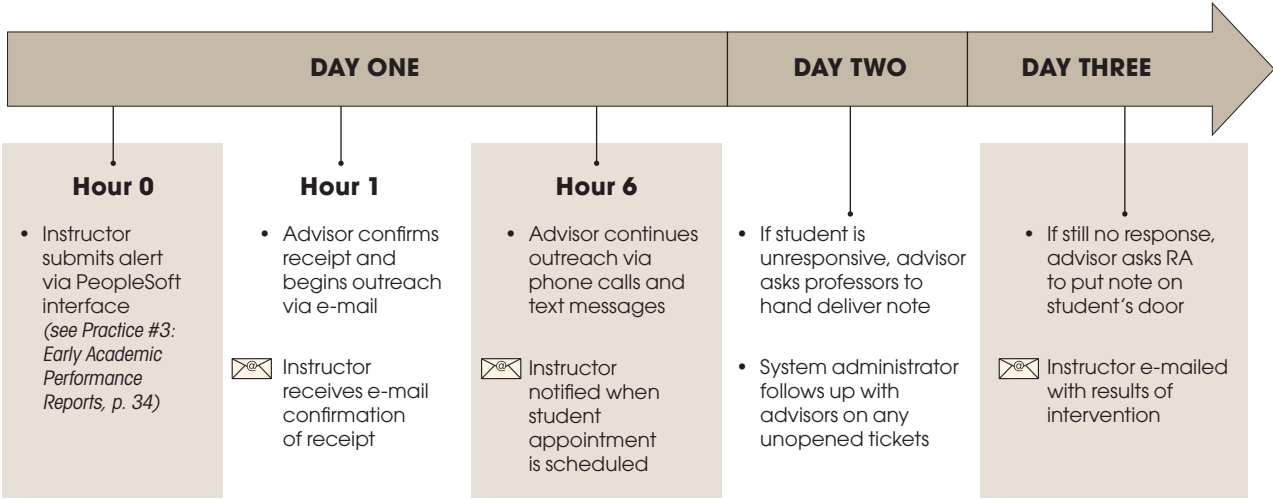 DAY ONE
DAY TWO
DAY THREE
Hour 0
• Instructor
submits alert
via PeopleSoft
interface
(see Practice #3:
Early Academic
Performance
Reports, p. 34)
Hour 1
• Advisor confirms
receipt and
begins outreach
via e-mail
Instructor
receives e-mail
confirmation
of receipt
Hour 6
• Advisor continues
outreach via
phone calls and
text messages
Instructor
notified when
student
appointment
is scheduled
• If student is
unresponsive, advisor
asks professors to
hand deliver note
• System administrator
follows up with
advisors on any
unopened tickets
• If still no response,
advisor asks RA
to put note on
student’s door
Instructor e-mailed
with results of
intervention